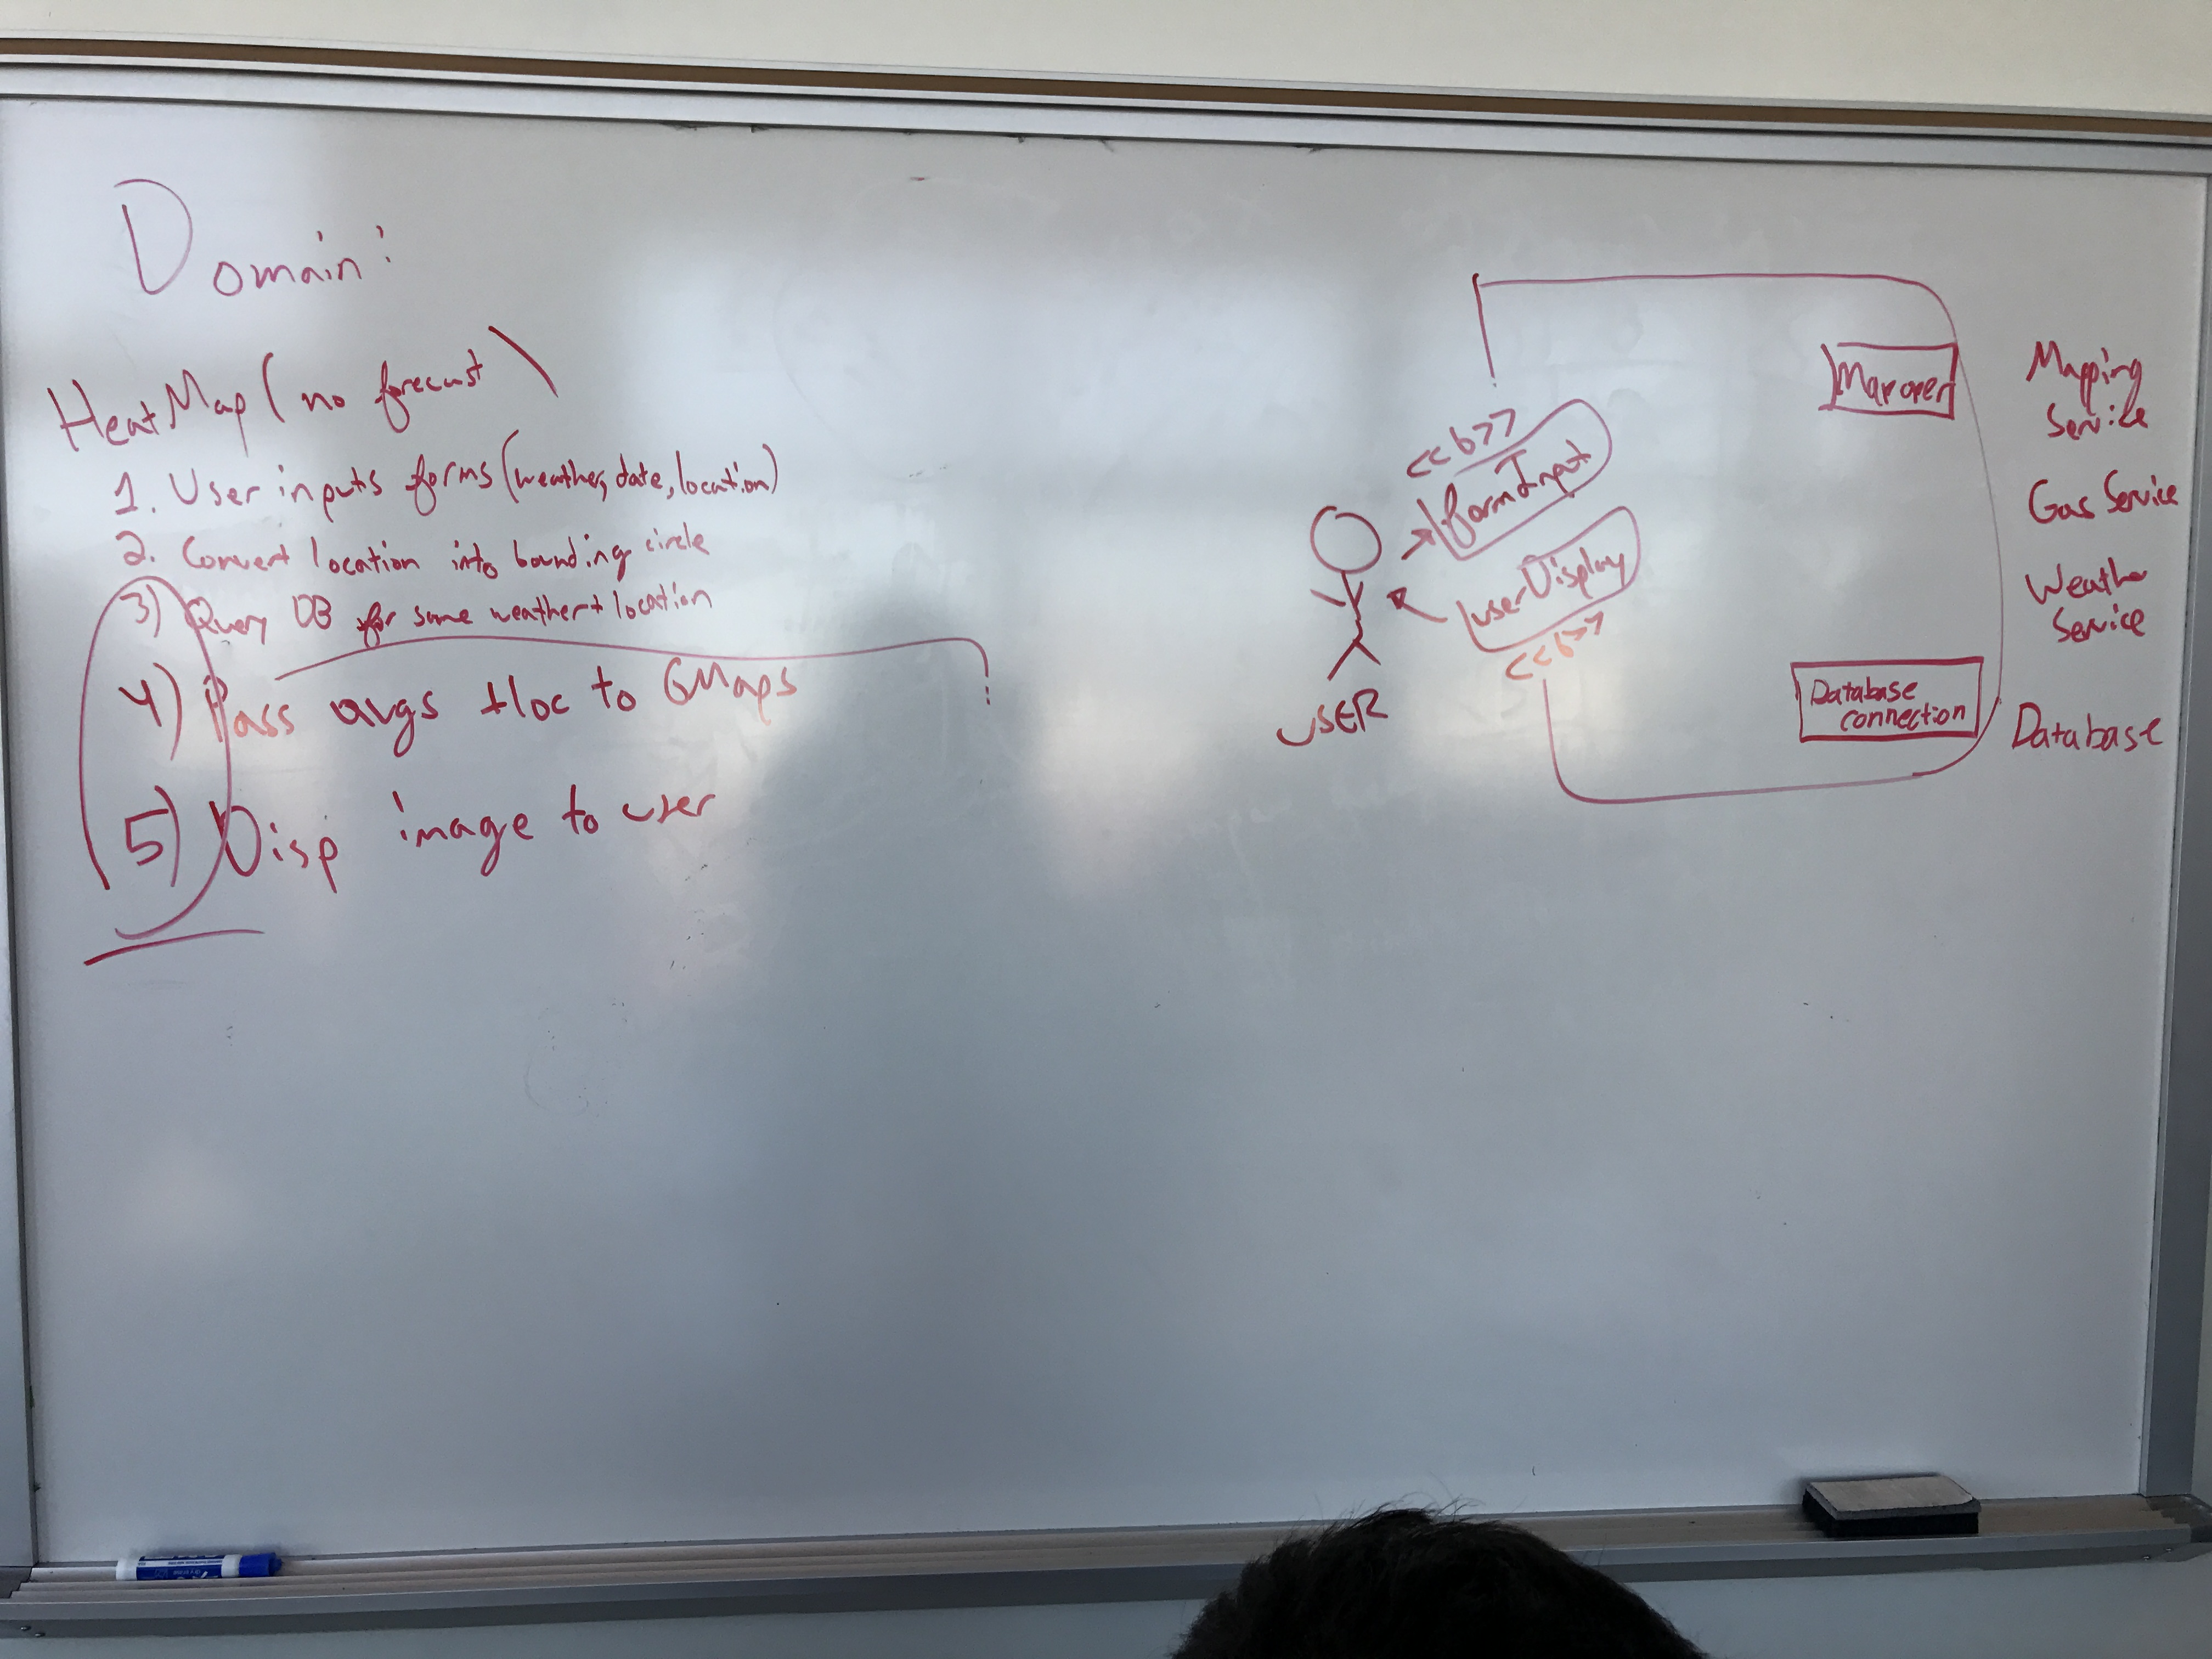 Domain:
HeatMap (no forecast)
1. User inputs forms (weather, date, location)
2. Convert location into bounding circle
3) Query DB for same weather + location
4) Pass avgs + loc to GMaps
5) Disp image to user
<<b>>
formInput
userDisplay
<<b>>
USER
Database
connection
Mapping
Service
Gas Service
Weather
Service
Database